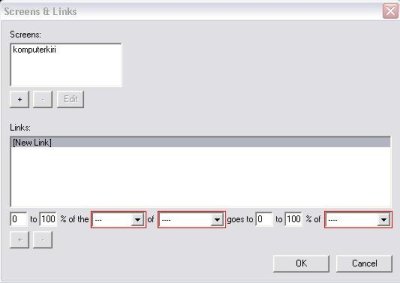 Screens & Links
Screens:
komputerkiri
+ - Edit
Links:
[New Link]
0 to 100 % of the --- of ---- goes to 0 to 100 % of ----
+ -
OK Cancel